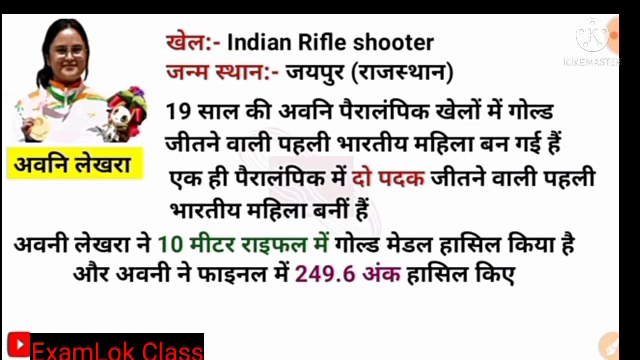 खेल:- Indian Rifle shooter
जन्म स्थान:- जयपुर (राजस्थान)
19 साल की अवनि पैरालंपिक खेलों में गोल्ड
जीतने वाली पहली भारतीय महिला बन गई हैं
अवनि लेखरा
एक ही पैरालंपिक में दो पदक जीतने वाली पहली
भारतीय महिला बनीं हैं
अवनी लेखरा ने 10 मीटर राइफल में गोल्ड मेडल हासिल किया है
और अवनी ने फाइनल में 249.6 अंक हासिल किए
ExamLok Class
KINEMASTER